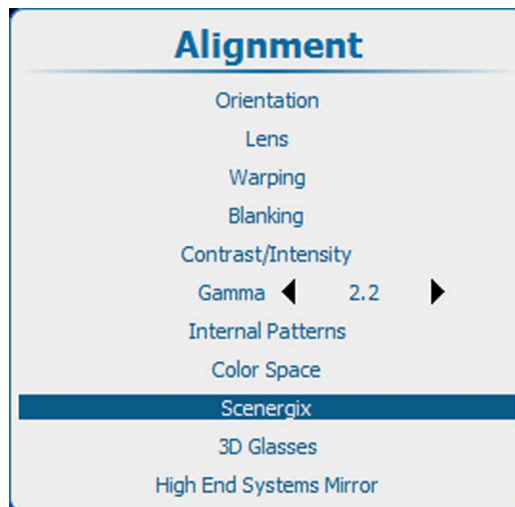 Alignment
Orientation
Lens
Warping
Blanking
Contrast/Intensity
Gamma 2.2
Internal Patterns
Color Space
Scenergix
3D Glasses
High End Systems Mirror